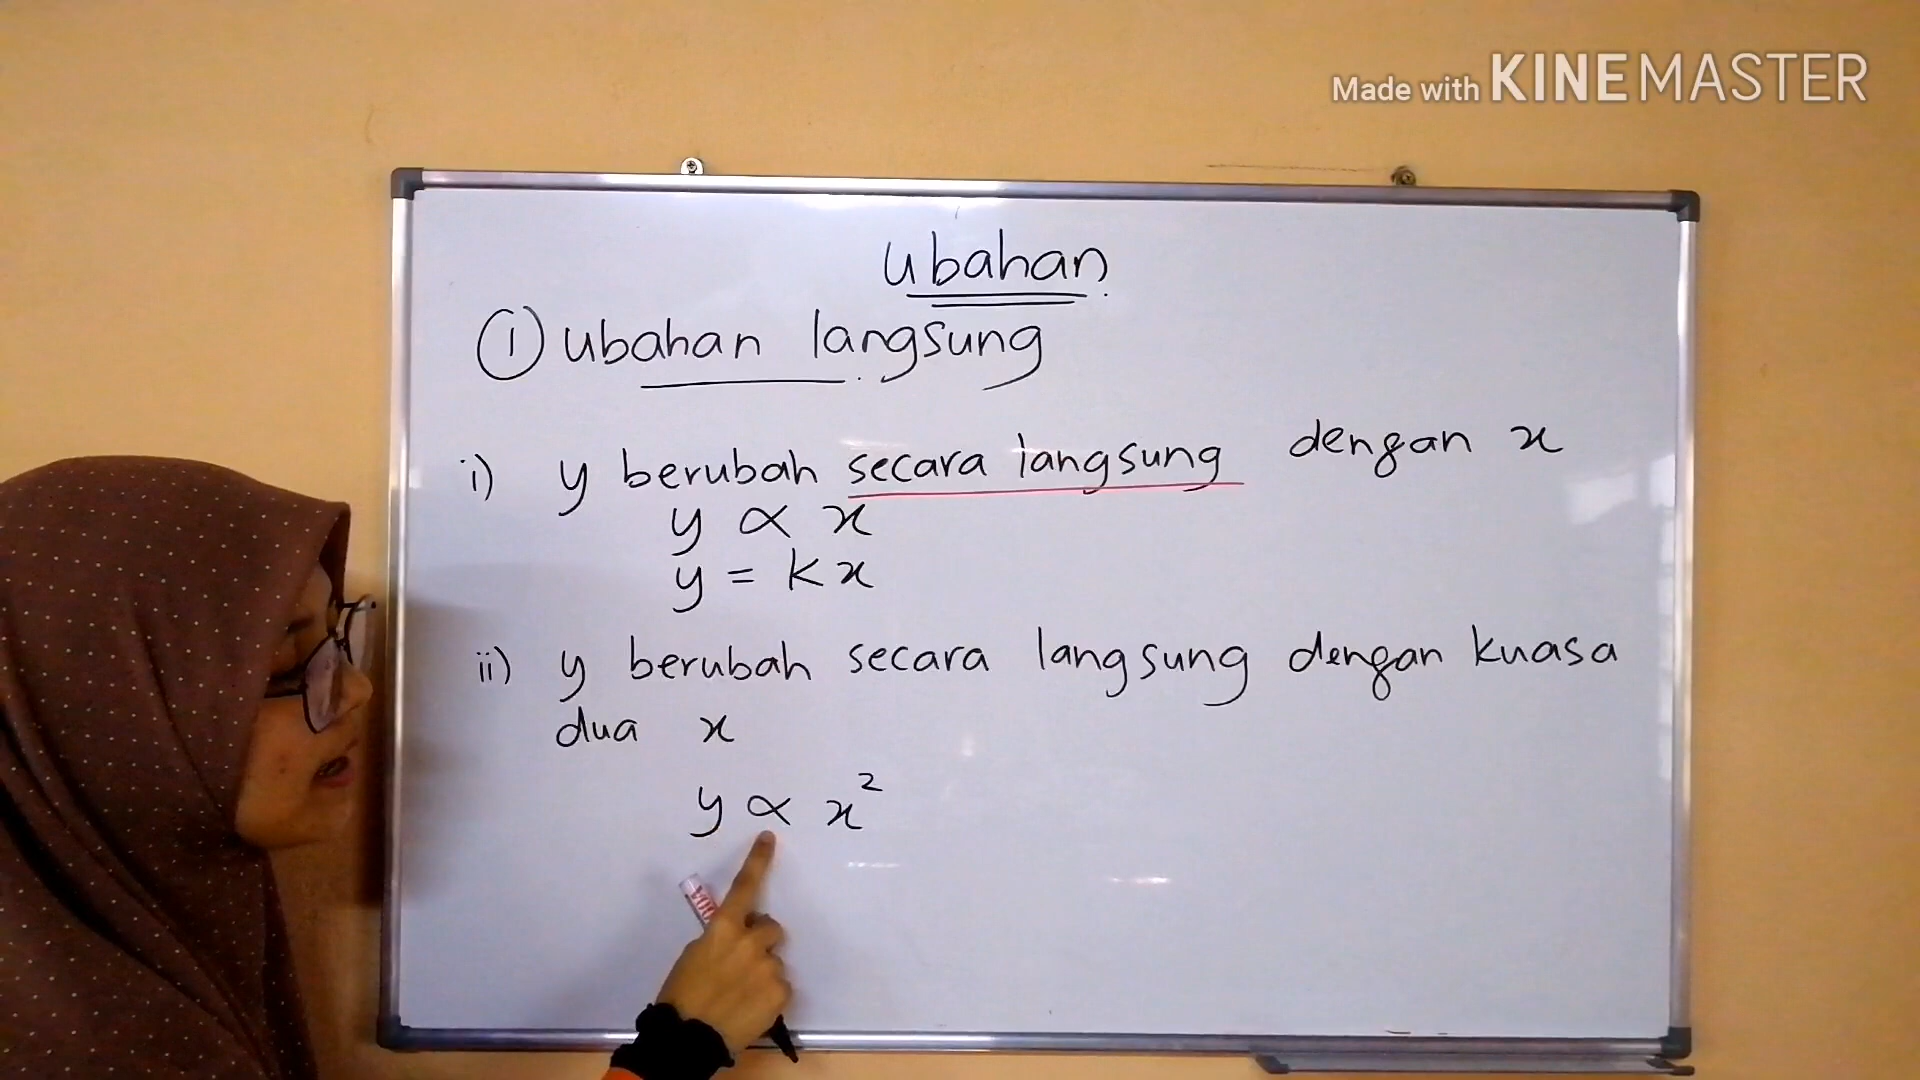 Made with KINEMASTER
Ubahan
① ubahan langsung
i) y berubah secara langsung dengan x
y ∝ x
y = kx
ii) y berubah secara langsung dengan kuasa
dua x
y ∝ x²